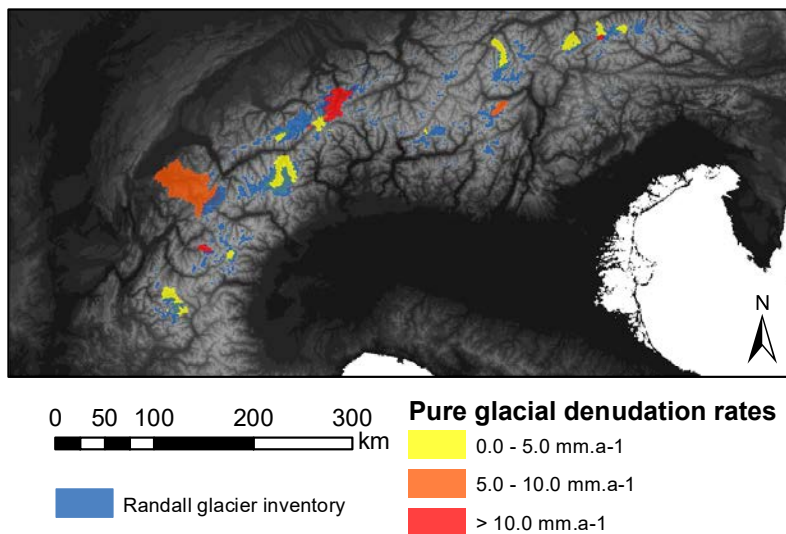 N
0 50 100 200 300
km
Pure glacial denudation rates
0.0 - 5.0 mm.a-1
5.0 - 10.0 mm.a-1
> 10.0 mm.a-1
Randall glacier inventory